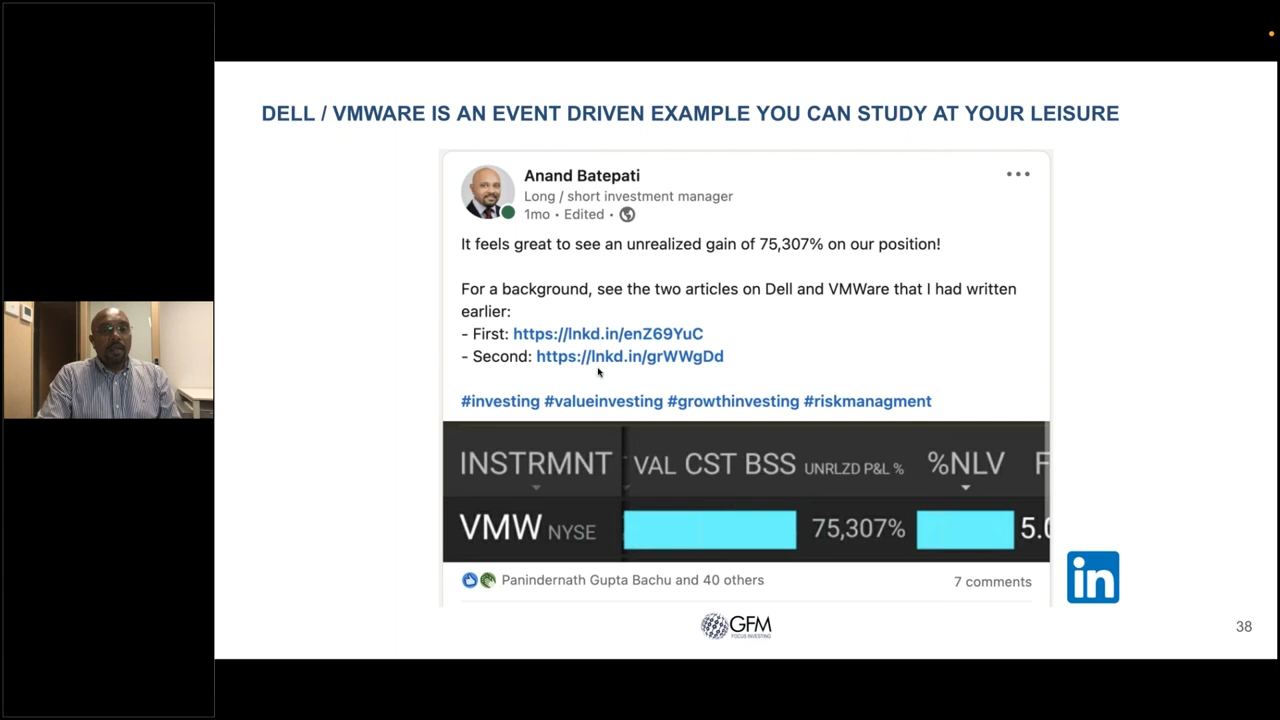 DELL / VMWARE IS AN EVENT DRIVEN EXAMPLE YOU CAN STUDY AT YOUR LEISURE
Anand Batepati
Long / short investment manager
1mo • Edited •
It feels great to see an unrealized gain of 75,307% on our position!
For a background, see the two articles on Dell and VMWare that I had written
earlier:
- First: https://lnkd.in/enZ69YuC
- Second: https://lnkd.in/grWWgDd
#investing #valueinvesting #growthinvesting #riskmanagment
INSTRMNT VAL CST BSS UNRLZD P&L % %NLV F
VMW NYSE 75,307% 5.0
Panindernath Gupta Bachu and 40 others 7 comments
in
GFM
FOCUS INVESTING
38